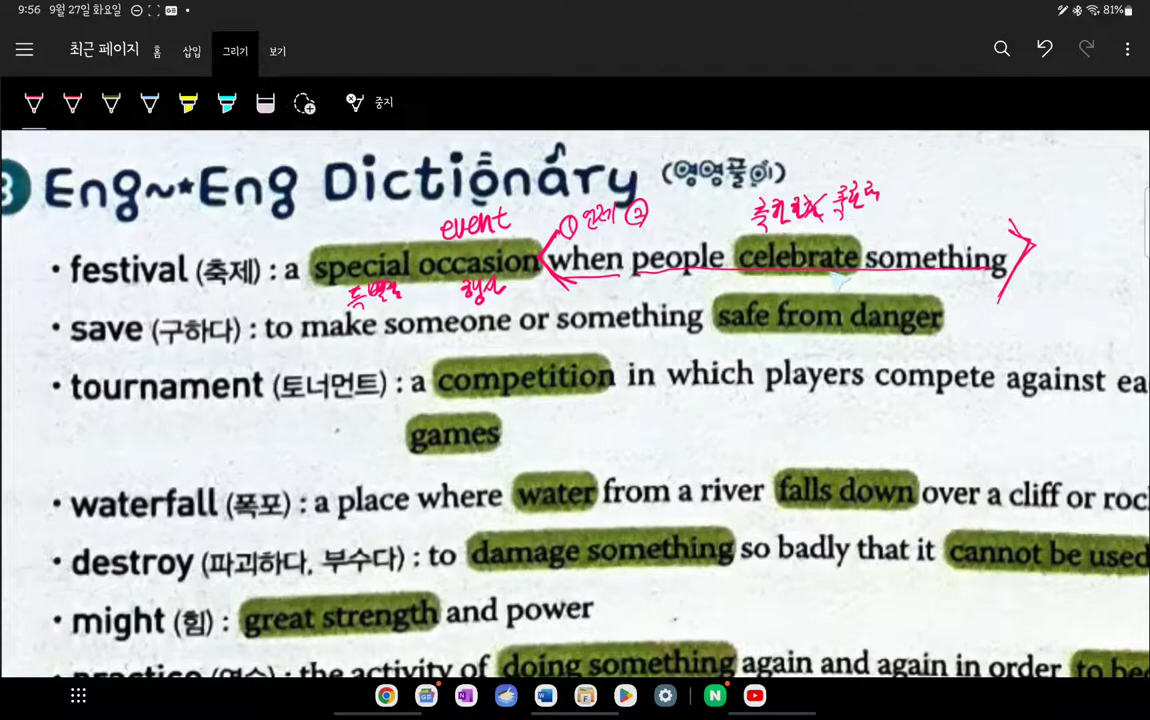 9:56 9월 27일 화요일 81%
최근 페이지 홈 삽입 그리기 보기
중지
3 Eng~★Eng Dictionary (영영풀이)
event ① 언제 ②
• festival (축제) : a special occasion when people celebrate something
특별한 행사
• save (구하다) : to make someone or something safe from danger
• tournament (토너먼트) : a competition in which players compete against ea
games
• waterfall (폭포) : a place where water from a river falls down over a cliff or roc
• destroy (파괴하다, 부수다) : to damage something so badly that it cannot be used
• might (힘) : great strength and power
• practice (연습) : the activity of doing something again and again in order to bec